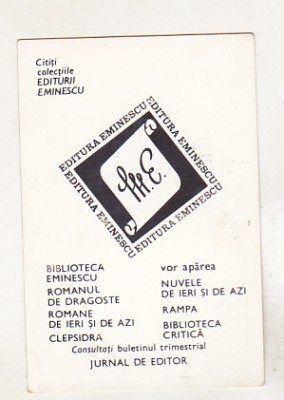 Citiți
colecțiile
EDITURII
EMINESCU
EDITURA EMINESCU
EDITURA EMINESCU
EDITURA EMINESCU
EDITURA EMINESCU
M.E.
BIBLIOTECA
EMINESCU
ROMANUL
DE DRAGOSTE
ROMANE
DE IERI ȘI DE AZI
CLEPSIDRA
vor apărea
NUVELE
DE IERI ȘI DE AZI
RAMPA
BIBLIOTECA
CRITICĂ
Consultați buletinul trimestrial
JURNAL DE EDITOR